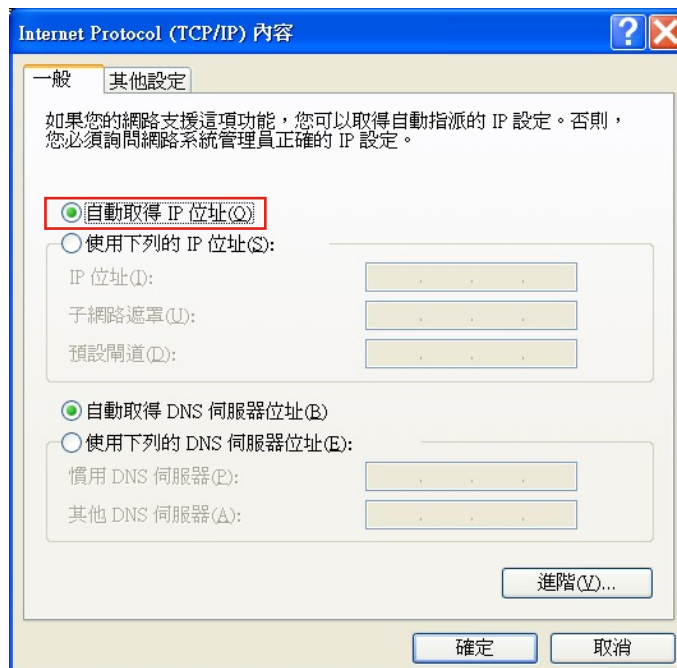 Internet Protocol (TCP/IP) 內容
一般 其他設定
如果您的網路支援這項功能，您可以取得自動指派的 IP 設定。否則，
您必須詢問網路系統管理員正確的 IP 設定。
自動取得 IP 位址(O)
使用下列的 IP 位址(S):
IP 位址(I):
子網路遮罩(U):
預設閘道(D):
自動取得 DNS 伺服器位址(B)
使用下列的 DNS 伺服器位址(E):
慣用 DNS 伺服器(P):
其他 DNS 伺服器(A):
進階(V)...
確定 取消